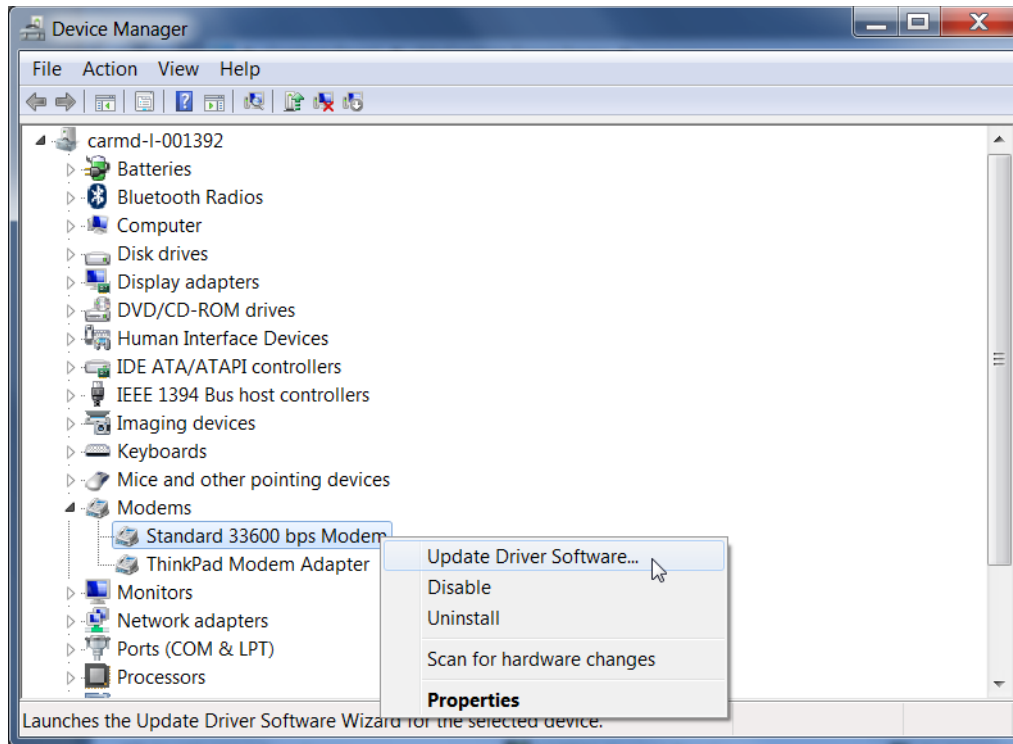 Device Manager
File Action View Help
carmd-l-001392
Batteries
Bluetooth Radios
Computer
Disk drives
Display adapters
DVD/CD-ROM drives
Human Interface Devices
IDE ATA/ATAPI controllers
IEEE 1394 Bus host controllers
Imaging devices
Keyboards
Mice and other pointing devices
Modems
Standard 33600 bps Modem
ThinkPad Modem Adapter
Monitors
Network adapters
Ports (COM & LPT)
Processors
Update Driver Software...
Disable
Uninstall
Scan for hardware changes
Properties
Launches the Update Driver Software Wizard for the selected device.